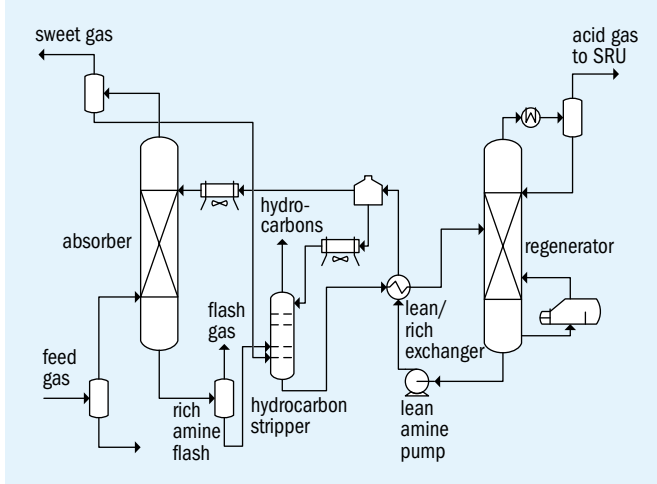 sweet gas
acid gas
to SRU
hydro-
carbons
absorber
regenerator
flash
gas
lean/
rich
exchanger
feed
gas
rich
amine
flash
hydrocarbon
stripper
lean
amine
pump